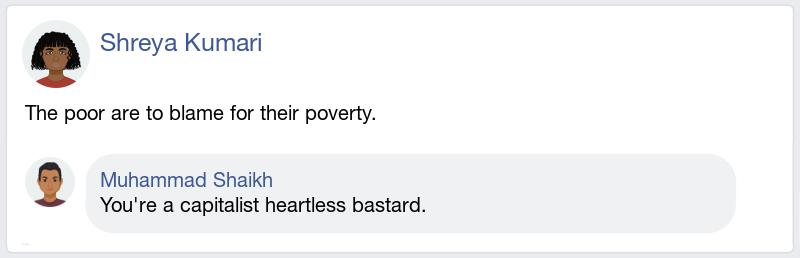 Shreya Kumari
The poor are to blame for their poverty.
Muhammad Shaikh
You're a capitalist heartless bastard.